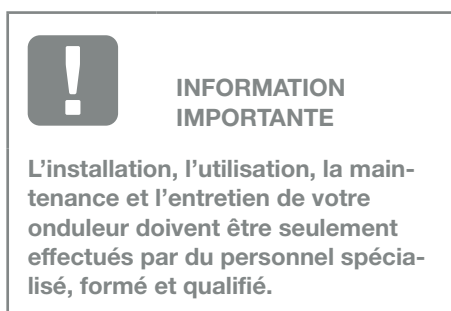 INFORMATION
IMPORTANTE
L'installation, l'utilisation, la main-
tenance et l'entretien de votre
onduleur doivent être seulement
effectués par du personnel spécia-
lisé, formé et qualifié.